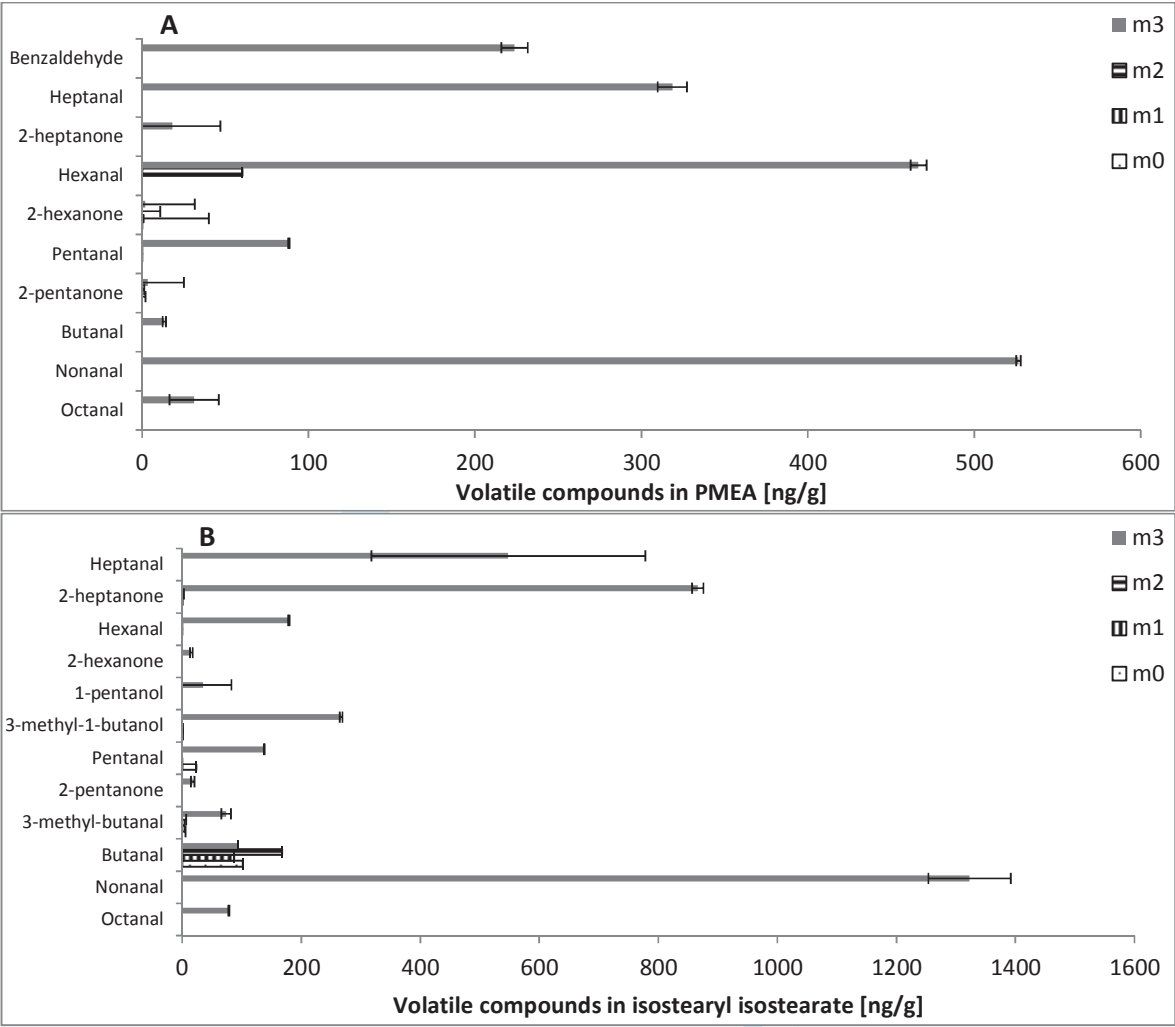 A
Benzaldehyde
Heptanal
2-heptanone
Hexanal
2-hexanone
Pentanal
2-pentanone
Butanal
Nonanal
Octanal
m3
m2
m1
m0
0 100 200 300 400 500 600
Volatile compounds in PMEA [ng/g]
B
Heptanal
2-heptanone
Hexanal
2-hexanone
1-pentanol
3-methyl-1-butanol
Pentanal
2-pentanone
3-methyl-butanal
Butanal
Nonanal
Octanal
m3
m2
m1
m0
0 200 400 600 800 1000 1200 1400 1600
Volatile compounds in isostearyl isostearate [ng/g]